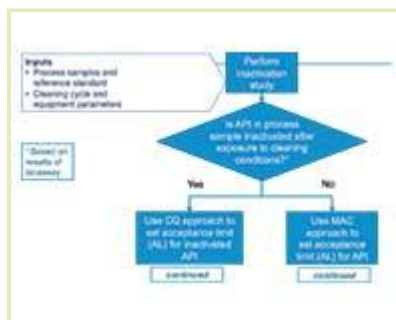 Inputs
• Process samples and
reference standard
• Cleaning cycle and
equipment parameters
Perform
inactivation
study
Is API in process
sample inactivated after
exposure to cleaning
conditions?*
* Based on
results of
bioassay
Yes
No
Use CQ approach to
set acceptance limit
(AL) for inactivated
API
Use MAC
approach to
set acceptance
limit (AL) for API
continued
continued